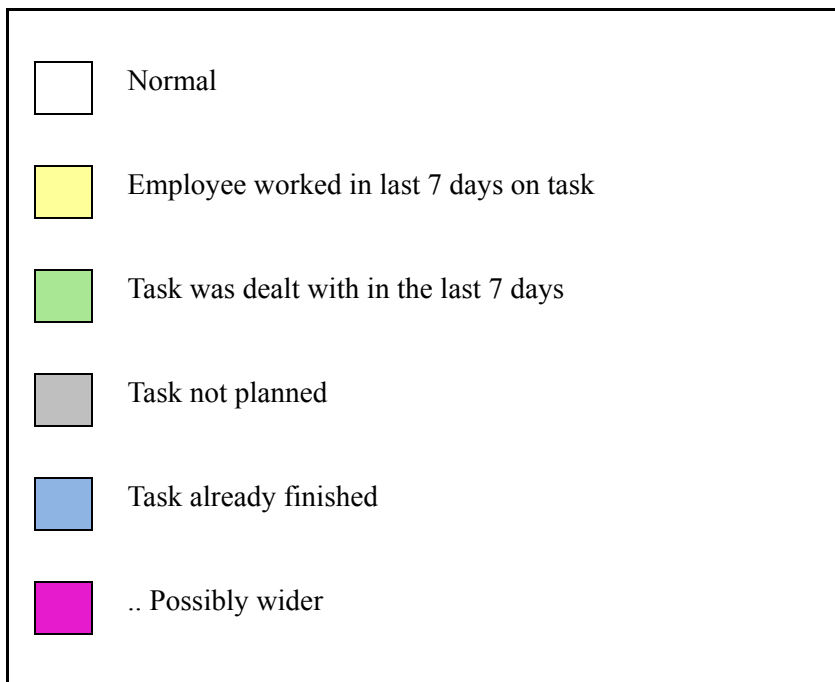 Normal
Employee worked in last 7 days on task
Task was dealt with in the last 7 days
Task not planned
Task already finished
.. Possibly wider